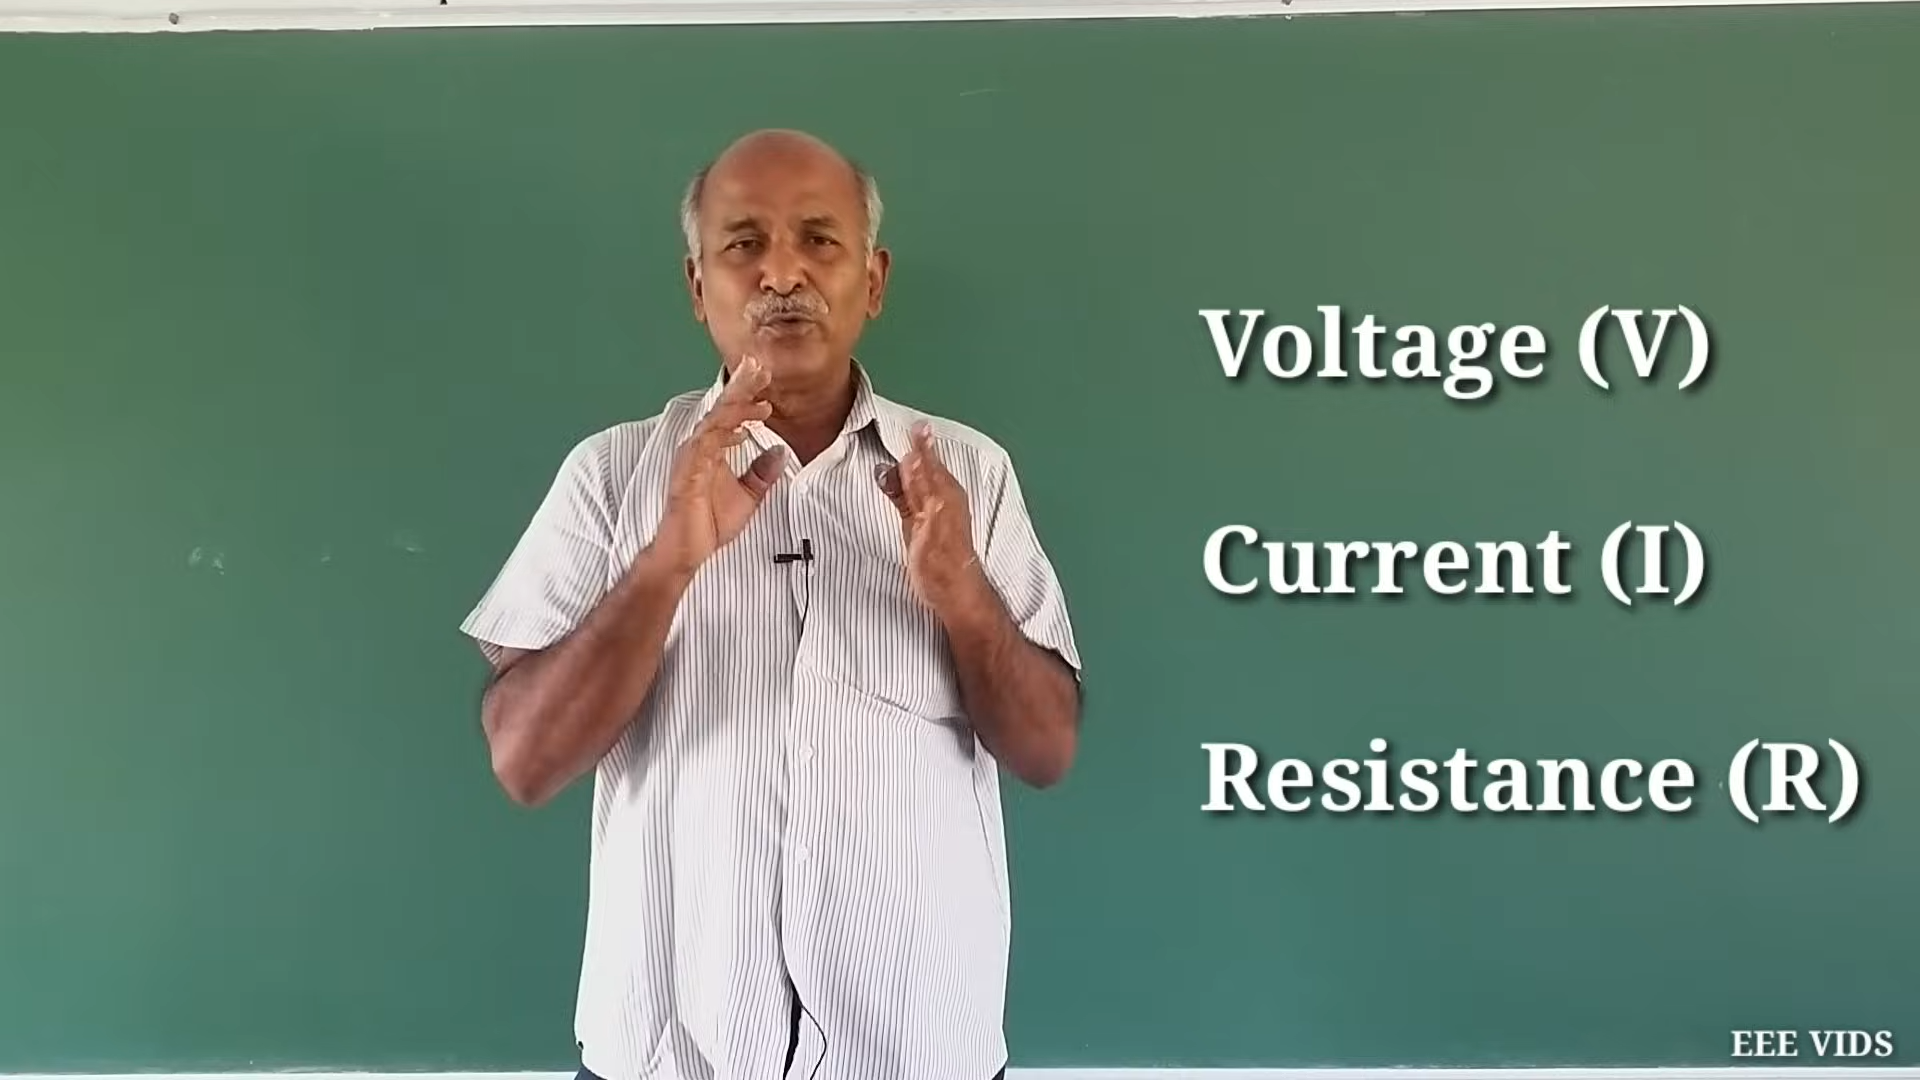 Voltage (V)
Current (I)
Resistance (R)
EEE VIDS